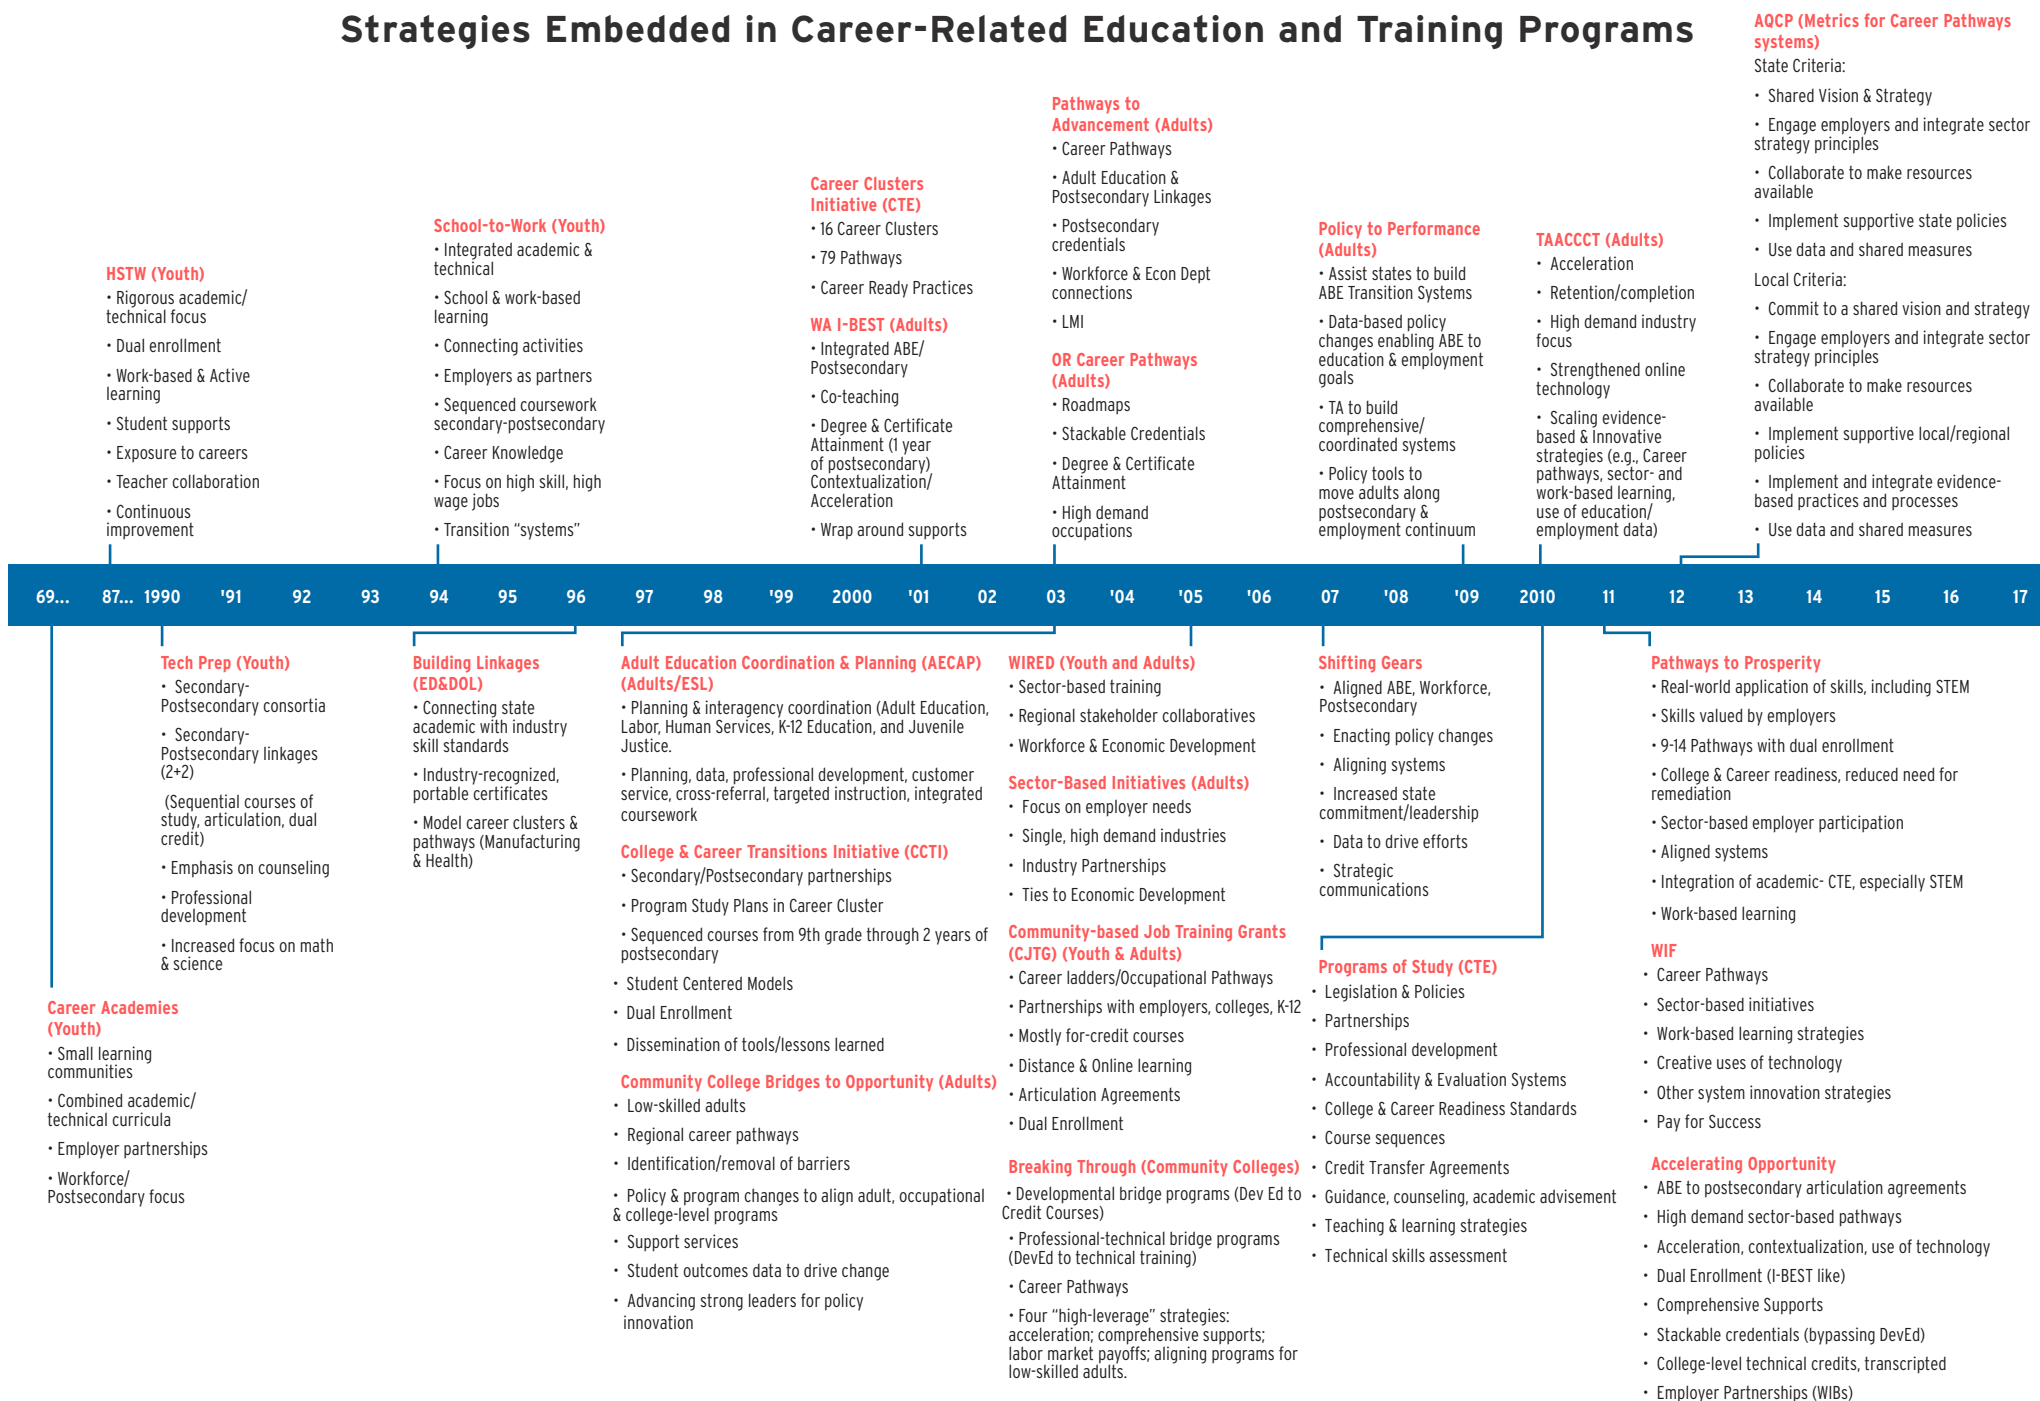 Strategies Embedded in Career-Related Education and Training Programs
HSTW (Youth)
• Rigorous academic/
technical focus
• Dual enrollment
• Work-based & Active
learning
• Student supports
• Exposure to careers
• Teacher collaboration
• Continuous
improvement
School-to-Work (Youth)
• Integrated academic &
technical
• School & work-based
learning
• Connecting activities
• Employers as partners
• Sequenced coursework
secondary-postsecondary
• Career Knowledge
• Focus on high skill, high
wage jobs
• Transition “systems”
Career Clusters
Initiative (CTE)
• 16 Career Clusters
• 79 Pathways
• Career Ready Practices
WA I-BEST (Adults)
• Integrated ABE/
Postsecondary
• Co-teaching
• Degree & Certificate
Attainment (1 year
of postsecondary)
Contextualization/
Acceleration
• Wrap around supports
Pathways to
Advancement (Adults)
• Career Pathways
• Adult Education &
Postsecondary Linkages
• Postsecondary
credentials
• Workforce & Econ Dept
connections
• LMI
OR Career Pathways
(Adults)
• Roadmaps
• Stackable Credentials
• Degree & Certificate
Attainment
• High demand
occupations
Policy to Performance
(Adults)
• Assist states to build
ABE Transition Systems
• Data-based policy
changes enabling ABE to
education & employment
goals
• TA to build
comprehensive/
coordinated systems
• Policy tools to
move adults along
postsecondary &
employment continuum
TAACCCT (Adults)
• Acceleration
• Retention/completion
• High demand industry
focus
• Strengthened online
technology
• Scaling evidence-
based & Innovative
strategies (e.g., Career
pathways, sector- and
work-based learning,
use of education/
employment data)
AQCP (Metrics for Career Pathways
systems)
State Criteria:
• Shared Vision & Strategy
• Engage employers and integrate sector
strategy principles
• Collaborate to make resources
available
• Implement supportive state policies
• Use data and shared measures
Local Criteria:
• Commit to a shared vision and strategy
• Engage employers and integrate sector
strategy principles
• Collaborate to make resources
available
• Implement supportive local/regional
policies
• Implement and integrate evidence-
based practices and processes
• Use data and shared measures
69... 87... 1990 '91 92 93 94 95 96 97 98 '99 2000 '01 02 03 '04 '05 '06 07 '08 '09 2010 11 12 13 14 15 16 17
Career Academies
(Youth)
• Small learning
communities
• Combined academic/
technical curricula
• Employer partnerships
• Workforce/
Postsecondary focus
Tech Prep (Youth)
• Secondary-
Postsecondary consortia
• Secondary-
Postsecondary linkages
(2+2)
(Sequential courses of
study, articulation, dual
credit)
• Emphasis on counseling
• Professional
development
• Increased focus on math
& science
Building Linkages
(ED&DOL)
• Connecting state
academic with industry
skill standards
• Industry-recognized,
portable certificates
• Model career clusters &
pathways (Manufacturing
& Health)
Adult Education Coordination & Planning (AECAP)
(Adults/ESL)
• Planning & interagency coordination (Adult Education,
Labor, Human Services, K-12 Education, and Juvenile
Justice.
• Planning, data, professional development, customer
service, cross-referral, targeted instruction, integrated
coursework
College & Career Transitions Initiative (CCTI)
• Secondary/Postsecondary partnerships
• Program Study Plans in Career Cluster
• Sequenced courses from 9th grade through 2 years of
postsecondary
• Student Centered Models
• Dual Enrollment
• Dissemination of tools/lessons learned
Community College Bridges to Opportunity (Adults)
• Low-skilled adults
• Regional career pathways
• Identification/removal of barriers
• Policy & program changes to align adult, occupational
& college-level programs
• Support services
• Student outcomes data to drive change
• Advancing strong leaders for policy
innovation
WIRED (Youth and Adults)
• Sector-based training
• Regional stakeholder collaboratives
• Workforce & Economic Development
Sector-Based Initiatives (Adults)
• Focus on employer needs
• Single, high demand industries
• Industry Partnerships
• Ties to Economic Development
Community-based Job Training Grants
(CJTG) (Youth & Adults)
• Career ladders/Occupational Pathways
• Partnerships with employers, colleges, K-12
• Mostly for-credit courses
• Distance & Online learning
• Articulation Agreements
• Dual Enrollment
Breaking Through (Community Colleges)
• Developmental bridge programs (Dev Ed to
Credit Courses)
• Professional-technical bridge programs
(DevEd to technical training)
• Career Pathways
• Four “high-leverage” strategies:
acceleration; comprehensive supports;
labor market payoffs; aligning programs for
low-skilled adults.
Shifting Gears
• Aligned ABE, Workforce,
Postsecondary
• Enacting policy changes
• Aligning systems
• Increased state
commitment/leadership
• Data to drive efforts
• Strategic
communications
Programs of Study (CTE)
• Legislation & Policies
• Partnerships
• Professional development
• Accountability & Evaluation Systems
• College & Career Readiness Standards
• Course sequences
• Credit Transfer Agreements
• Guidance, counseling, academic advisement
• Teaching & learning strategies
• Technical skills assessment
Pathways to Prosperity
• Real-world application of skills, including STEM
• Skills valued by employers
• 9-14 Pathways with dual enrollment
• College & Career readiness, reduced need for
remediation
• Sector-based employer participation
• Aligned systems
• Integration of academic- CTE, especially STEM
• Work-based learning
WIF
• Career Pathways
• Sector-based initiatives
• Work-based learning strategies
• Creative uses of technology
• Other system innovation strategies
• Pay for Success
Accelerating Opportunity
• ABE to postsecondary articulation agreements
• High demand sector-based pathways
• Acceleration, contextualization, use of technology
• Dual Enrollment (I-BEST like)
• Comprehensive Supports
• Stackable credentials (bypassing DevEd)
• College-level technical credits, transcripted
• Employer Partnerships (WIBs)